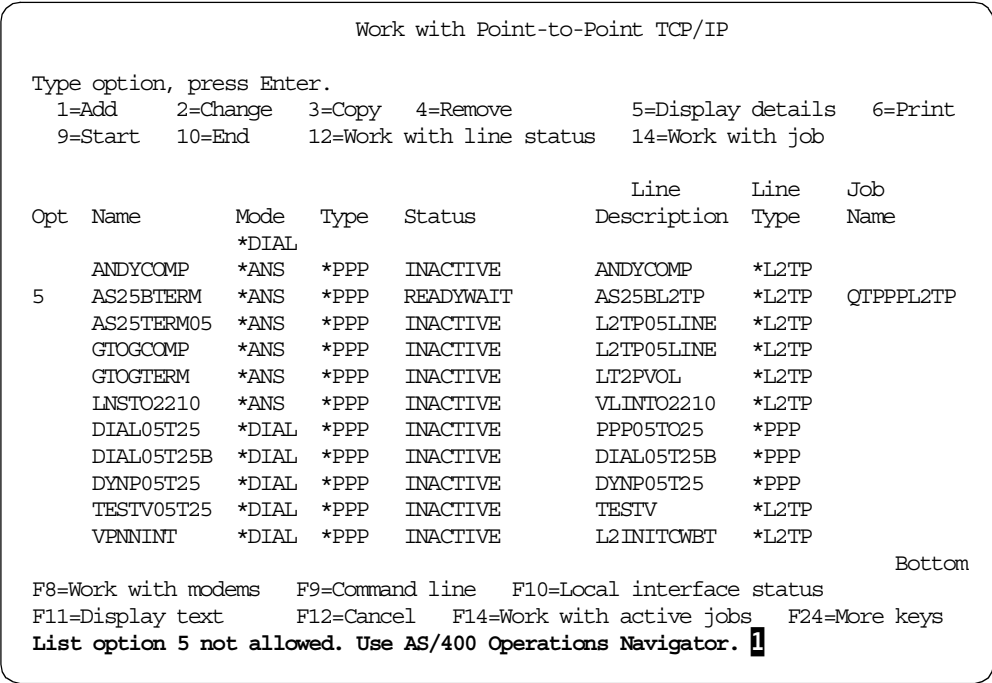 Work with Point-to-Point TCP/IP
Type option, press Enter.
1=Add 2=Change 3=Copy 4=Remove 5=Display details 6=Print
9=Start 10=End 12=Work with line status 14=Work with job
Line Line Job
Opt Name Mode Type Status Description Type Name
*DIAL
ANDYCOMP *ANS *PPP INACTIVE ANDYCOMP *L2TP
5 AS25BTERM *ANS *PPP READYWAIT AS25BL2TP *L2TP QTPPPL2TP
AS25TERM05 *ANS *PPP INACTIVE L2TP05LINE *L2TP
GTOGCOMP *ANS *PPP INACTIVE L2TP05LINE *L2TP
GTOGTERM *ANS *PPP INACTIVE LT2PVOL *L2TP
LNSTO2210 *ANS *PPP INACTIVE VLINTO2210 *L2TP
DIAL05T25 *DIAL *PPP INACTIVE PPP05TO25 *PPP
DIAL05T25B *DIAL *PPP INACTIVE DIAL05T25B *PPP
DYNP05T25 *DIAL *PPP INACTIVE DYNP05T25 *PPP
TESTV05T25 *DIAL *PPP INACTIVE TESTV *L2TP
VPNNINT *DIAL *PPP INACTIVE L2INITCWBT *L2TP
Bottom
F8=Work with modems F9=Command line F10=Local interface status
F11=Display text F12=Cancel F14=Work with active jobs F24=More keys
List option 5 not allowed. Use AS/400 Operations Navigator. 1